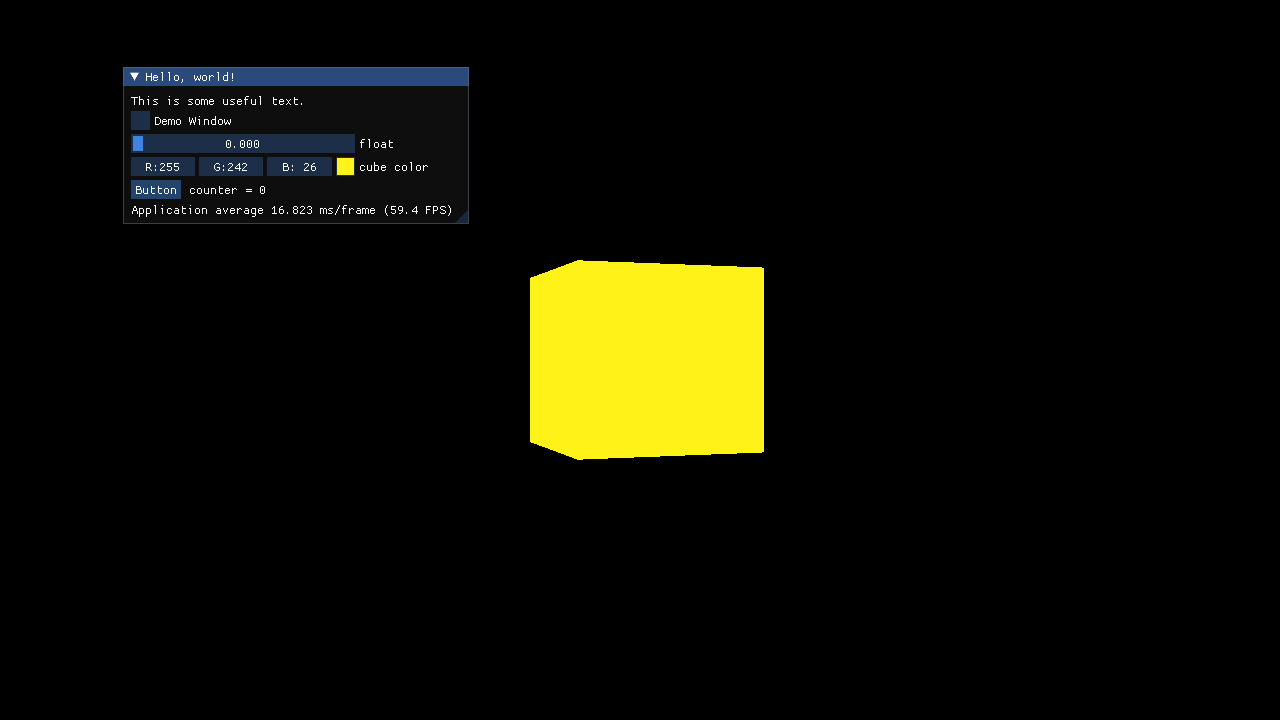 Hello, world!
This is some useful text.
Demo Window
0.000 float
R:255 G:242 B: 26 cube color
Button counter = 0
Application average 16.823 ms/frame (59.4 FPS)